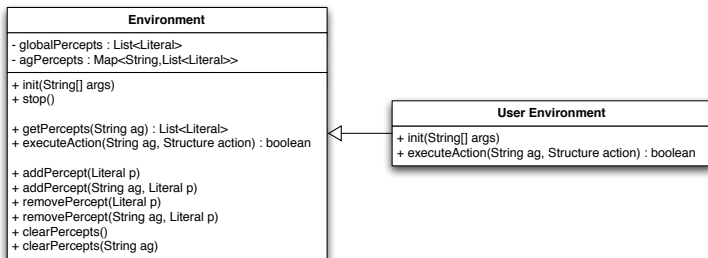 Environment
- globalPercepts : List<Literal>
- agPercepts : Map<String,List<Literal>>
+ init(String[] args)
+ stop()
+ getPercepts(String ag) : List<Literal>
+ executeAction(String ag, Structure action) : boolean
+ addPercept(Literal p)
+ addPercept(String ag, Literal p)
+ removePercept(Literal p)
+ removePercept(String ag, Literal p)
+ clearPercepts()
+ clearPercepts(String ag)
User Environment
+ init(String[] args)
+ executeAction(String ag, Structure action) : boolean